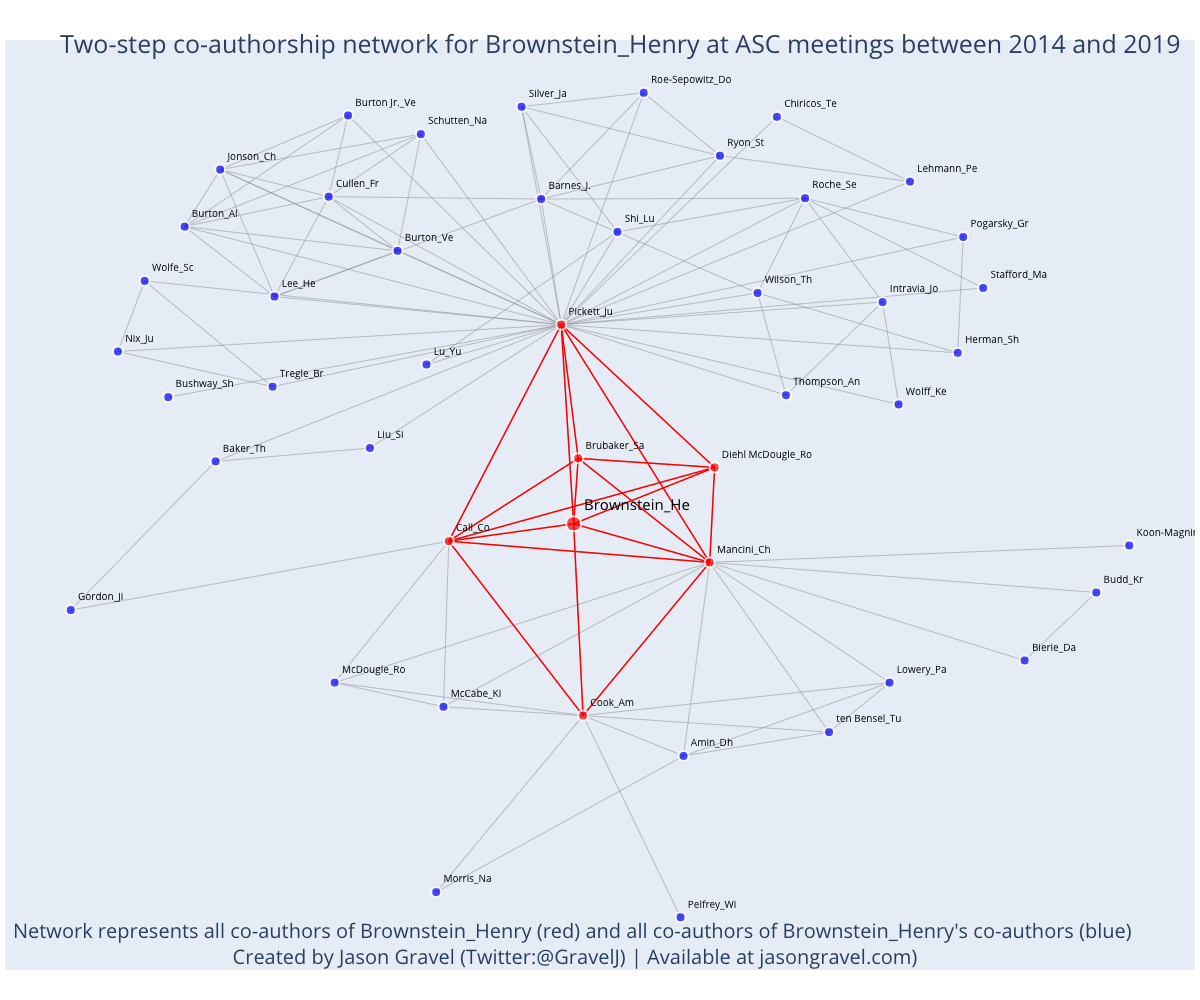 Two-step co-authorship network for Brownstein_Henry at ASC meetings between 2014 and 2019
Roe-Sepowitz_Do
Silver_Ja
Burton Jr._Ve
Chiricos_Te
Schutten_Na
Ryon_St
Jonson_Ch
Lehmann_Pe
Cullen_Fr
Barnes_J.
Roche_Se
Burton_Al
Shi_Lu
Pogarsky_Gr
Burton_Ve
Wolfe_Sc
Stafford_Ma
Wilson_Th
Lee_He
Intravia_Jo
Pickett_Ju
Nix_Ju
Herman_Sh
Lu_Yu
Tregle_Br
Bushway_Sh
Thompson_An
Wolff_Ke
Liu_Si
Brubaker_Sa
Baker_Th
Diehl McDougle_Ro
Brownstein_He
Call_Co
Koon-Magnin
Mancini_Ch
Budd_Kr
Gordon_Ji
Bierie_Da
McDougle_Ro
Lowery_Pa
McCabe_Ki
Cook_Am
ten Bensel_Tu
Amin_Dh
Morris_Na
Pelfrey_Wi
Network represents all co-authors of Brownstein_Henry (red) and all co-authors of Brownstein_Henry's co-authors (blue)
Created by Jason Gravel (Twitter:@GravelJ) | Available at jasongravel.com)